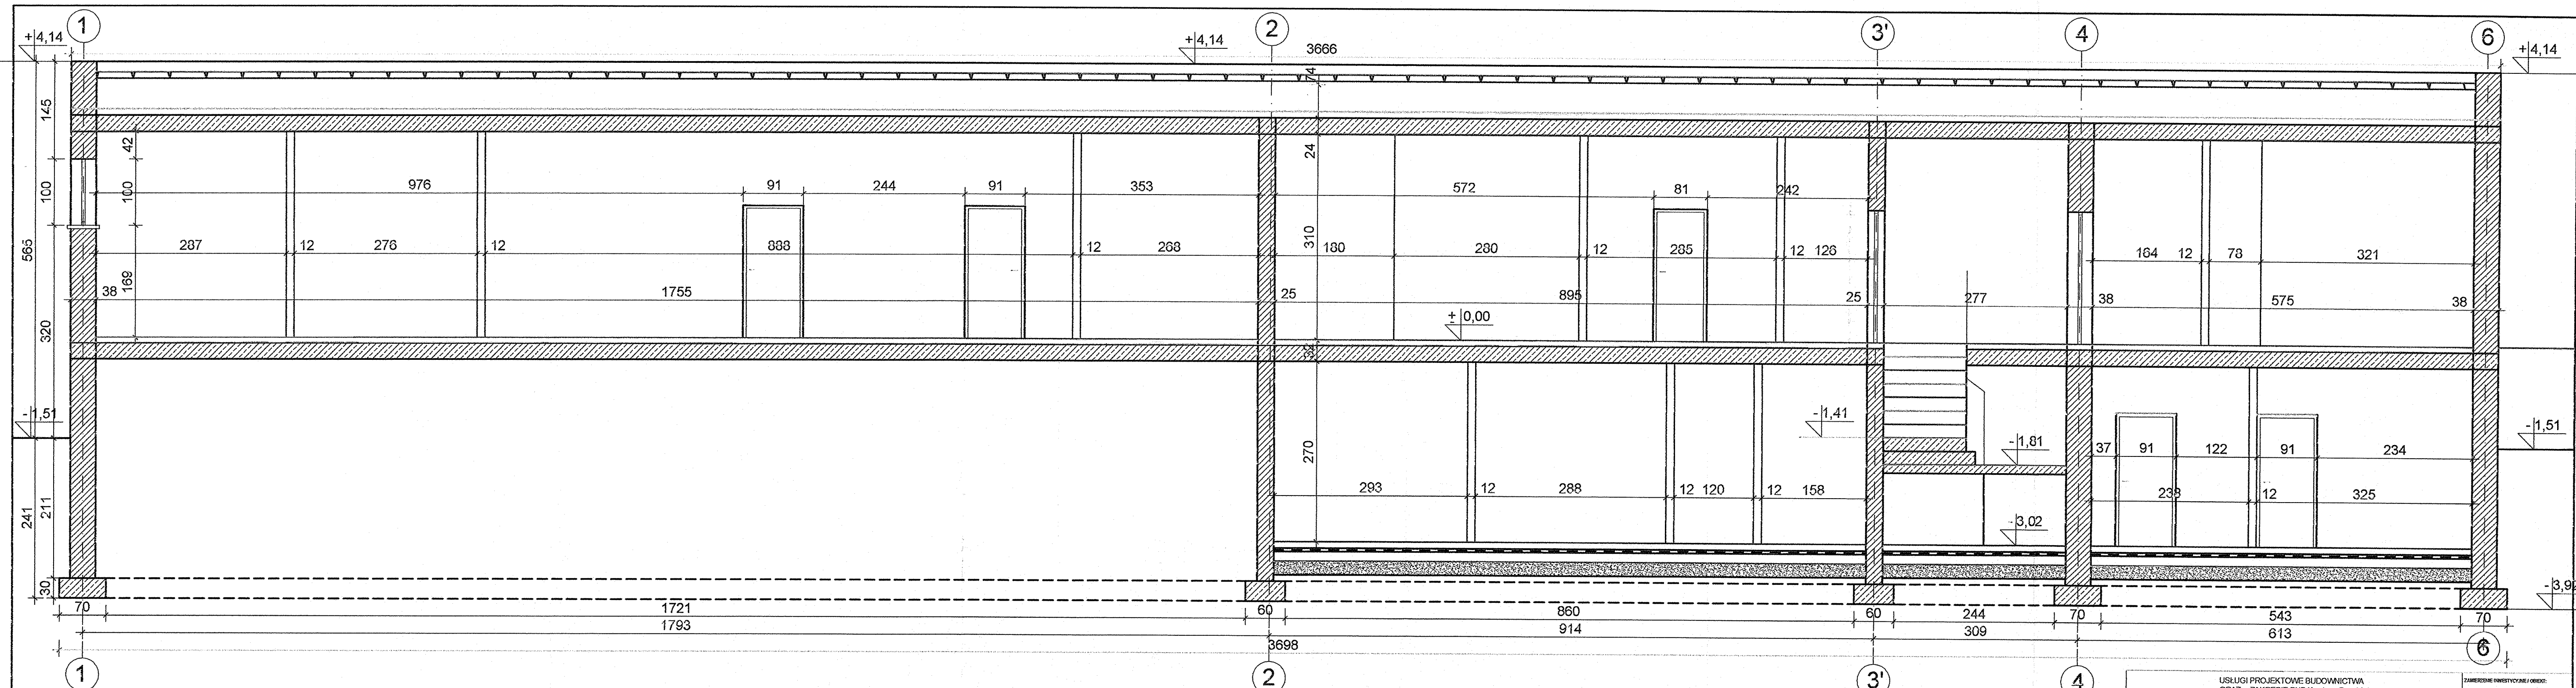 1 2 3' 4 6
+4,14 +4,14 3666 +4,14
74
145
42 24
976 91 244 91 353 572 81 242
100 100
310
287 12 276 12 888 12 268 180 280 12 285 12 126 164 12 78 321
566
169
38 1755 25 895 25 277 38 575 38
± 0,00
320
32
-1,51 -1,41 -1,51
-1,81
270
37 91 122 91 234
293 12 288 12 120 12 158 238 12 325
241 211
-3,02
30
70 1721 60 860 60 244 70 543 70
1793 914 309 613
3698
1 2 3' 4 6
USŁUGI PROJEKTOWE BUDOWNICTWA
ZAMIERZENIE INWESTYCYJNE / OBIEKT: